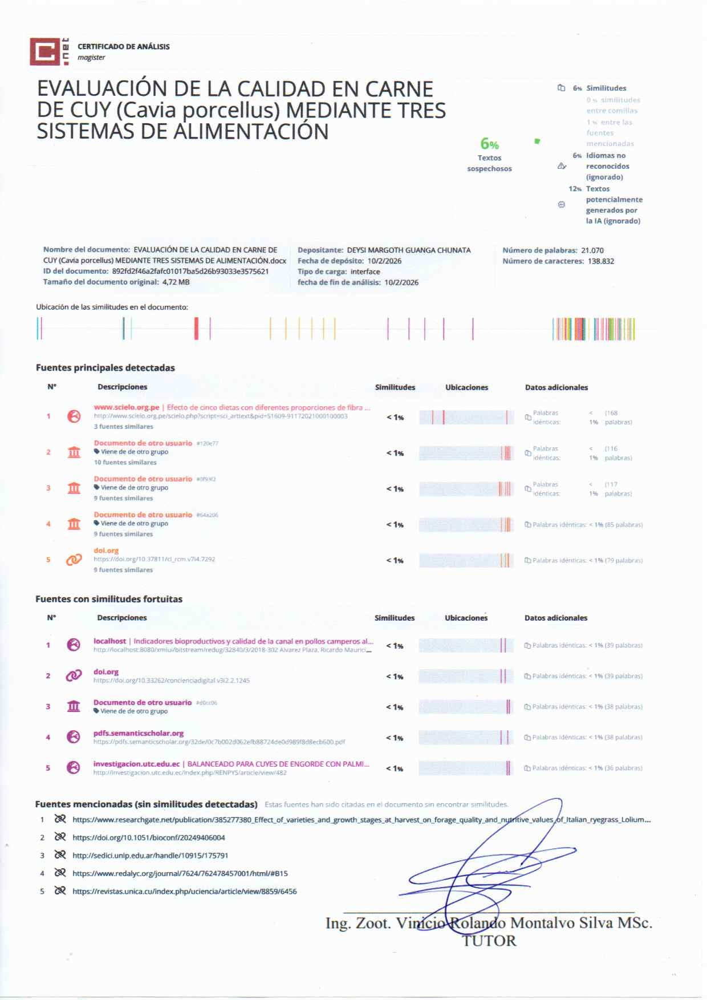 .net
CERTIFICADO DE ANÁLISIS
magister
EVALUACIÓN DE LA CALIDAD EN CARNE
DE CUY (Cavia porcellus) MEDIANTE TRES
SISTEMAS DE ALIMENTACIÓN
6%
Textos
sospechosos
6% Similitudes
0 % similitudes
entre comillas
1 % entre las
fuentes
mencionadas
6% Idiomas no
reconocidos
(ignorado)
12% Textos
potencialmente
generados por
la IA (ignorado)
Nombre del documento: EVALUACIÓN DE LA CALIDAD EN CARNE DE
CUY (Cavia porcellus) MEDIANTE TRES SISTEMAS DE ALIMENTACIÓN.docx
ID del documento: 892fd2f46a2fafc01017ba5d26b93033e3575621
Tamaño del documento original: 4,72 MB
Depositante: DEYSI MARGOTH GUANGA CHUNATA
Fecha de depósito: 10/2/2026
Tipo de carga: interface
fecha de fin de análisis: 10/2/2026
Número de palabras: 21.070
Número de caracteres: 138.832
Ubicación de las similitudes en el documento:
Fuentes principales detectadas
N° Descripciones Similitudes Ubicaciones Datos adicionales
1 www.scielo.org.pe | Efecto de cinco dietas con diferentes proporciones de fibra ...
http://www.scielo.org.pe/scielo.php?script=sci_arttext&pid=S1609-91172021000100003
3 fuentes similares
< 1%
Palabras idénticas: < 1% (168 palabras)
2 Documento de otro usuario #120e77
Viene de de otro grupo
10 fuentes similares
< 1%
Palabras idénticas: < 1% (116 palabras)
3 Documento de otro usuario #0f93f2
Viene de de otro grupo
9 fuentes similares
< 1%
Palabras idénticas: < 1% (117 palabras)
4 Documento de otro usuario #64a206
Viene de de otro grupo
9 fuentes similares
< 1%
Palabras idénticas: < 1% (85 palabras)
5 doi.org
https://doi.org/10.37811/cl_rcm.v7i4.7292
9 fuentes similares
< 1%
Palabras idénticas: < 1% (79 palabras)
Fuentes con similitudes fortuitas
N° Descripciones Similitudes Ubicaciones Datos adicionales
1 localhost | Indicadores bioproductivos y calidad de la canal en pollos camperos al...
http://localhost:8080/xmlui/bitstream/redug/32840/3/2018-302 Alvarez Plaza, Ricardo Maurici...
< 1%
Palabras idénticas: < 1% (39 palabras)
2 doi.org
https://doi.org/10.33262/concienciadigital.v3i2.2.1245
< 1%
Palabras idénticas: < 1% (39 palabras)
3 Documento de otro usuario #d0cc06
Viene de de otro grupo
< 1%
Palabras idénticas: < 1% (38 palabras)
4 pdfs.semanticscholar.org
https://pdfs.semanticscholar.org/32de/0c7b002d062efb88724de0d989f8d8ecb600.pdf
< 1%
Palabras idénticas: < 1% (38 palabras)
5 investigacion.utc.edu.ec | BALANCEADO PARA CUYES DE ENGORDE CON PALMI...
http://investigacion.utc.edu.ec/index.php/RENPYS/article/view/482
< 1%
Palabras idénticas: < 1% (36 palabras)
Fuentes mencionadas (sin similitudes detectadas) Estas fuentes han sido citadas en el documento sin encontrar similitudes.
1 https://www.researchgate.net/publication/385277380_Effect_of_varieties_and_growth_stages_at_harvest_on_forage_quality_and_nutritive_values_of_Italian_ryegrass_Lolium...
2 https://doi.org/10.1051/bioconf/20249406004
3 http://sedici.unlp.edu.ar/handle/10915/175791
4 https://www.redalyc.org/journal/7624/762478457001/html/#B15
5 https://revistas.unica.cu/index.php/uciencia/article/view/8859/6456
Ing. Zoot. Vinicio Rolando Montalvo Silva MSc.
TUTOR